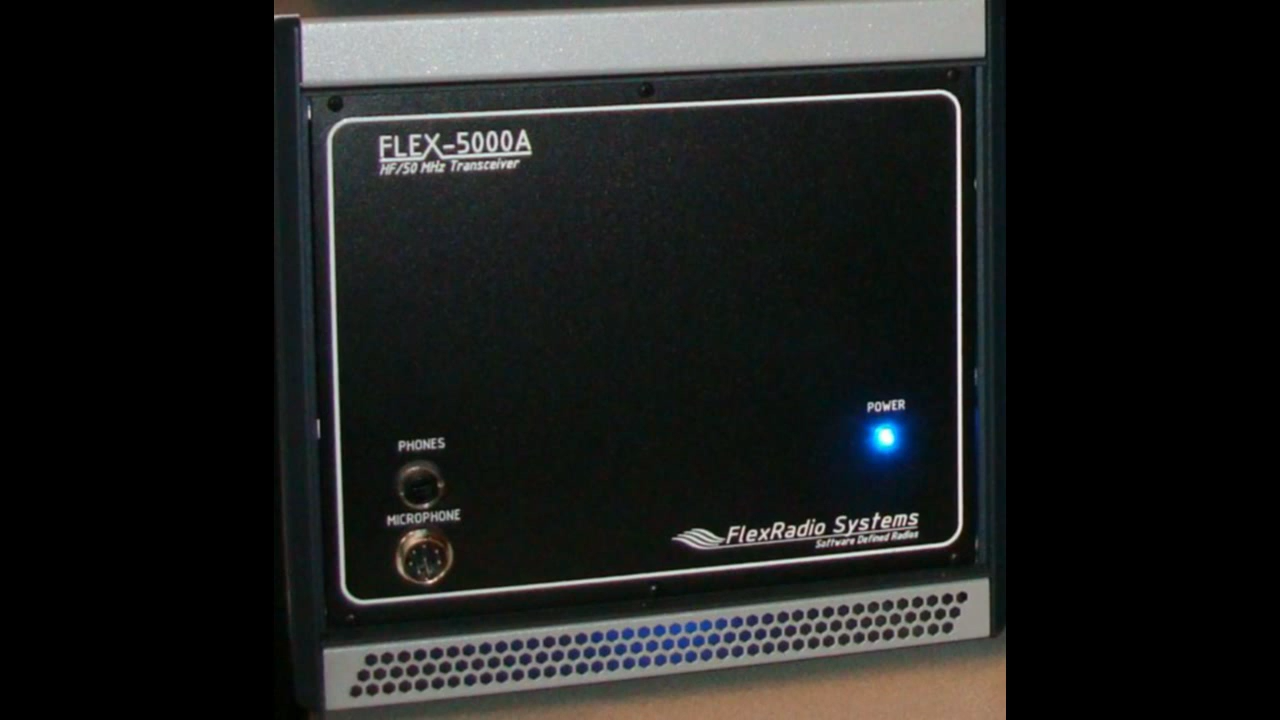 FLEX-5000A
HF/50 MHz Transceiver
POWER
PHONES
MICROPHONE
FlexRadio Systems
Software Defined Radios